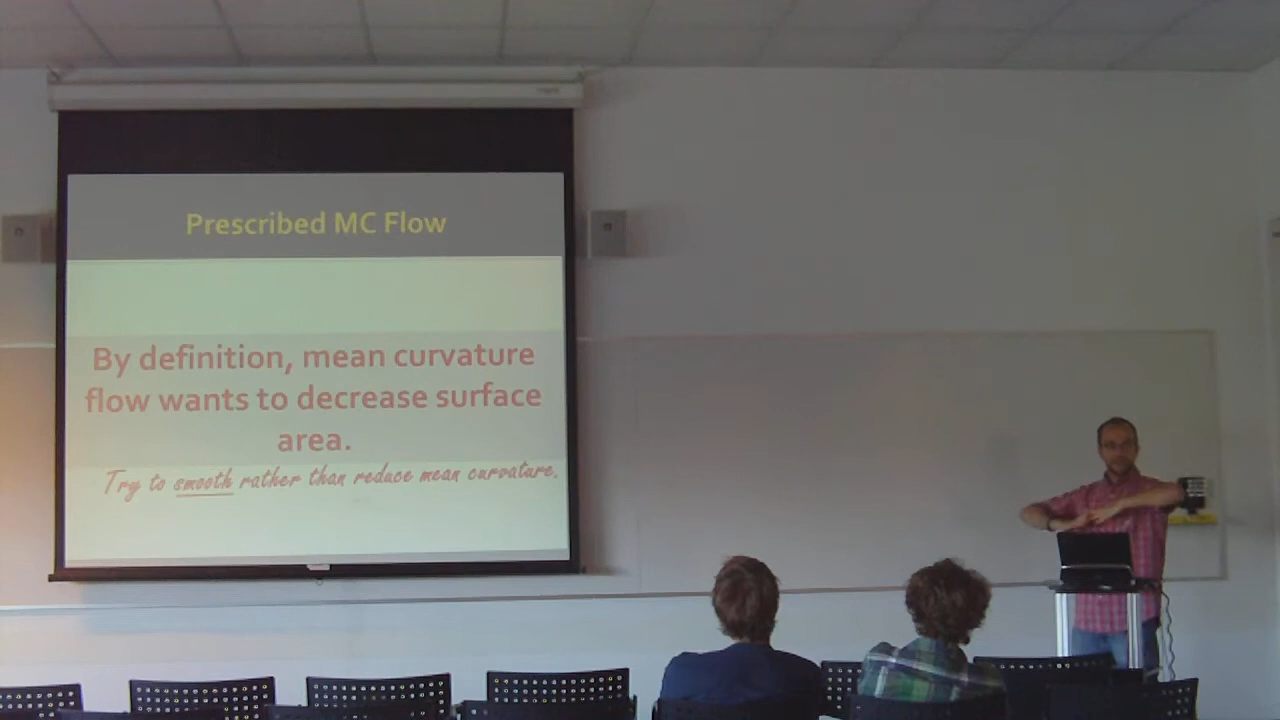 Prescribed MC Flow
By definition, mean curvature
flow wants to decrease surface
area.
Try to smooth rather than reduce mean curvature.